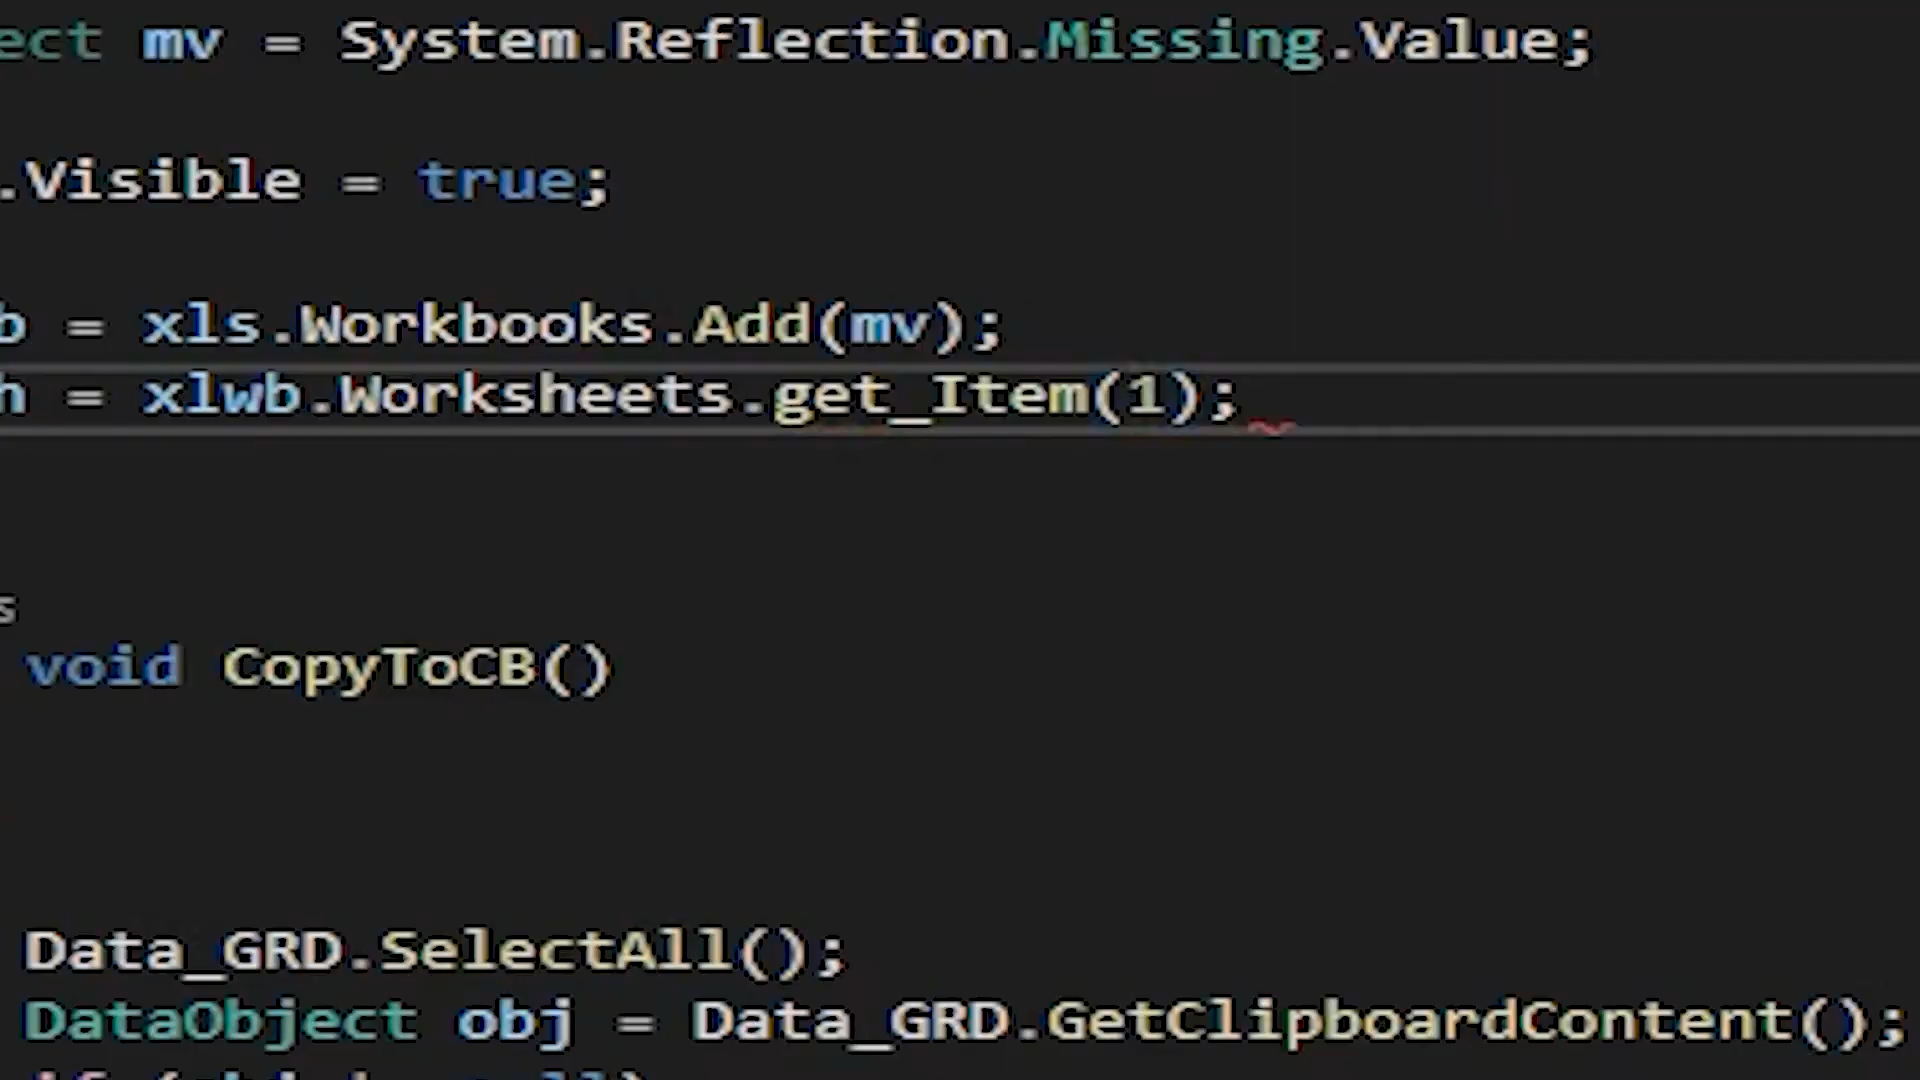 ect mv = System.Reflection.Missing.Value;
.Visible = true;
b = xls.Workbooks.Add(mv);
h = xlwb.Worksheets.get_Item(1);
s
void CopyToCB()
Data_GRD.SelectAll();
DataObject obj = Data_GRD.GetClipboardContent();